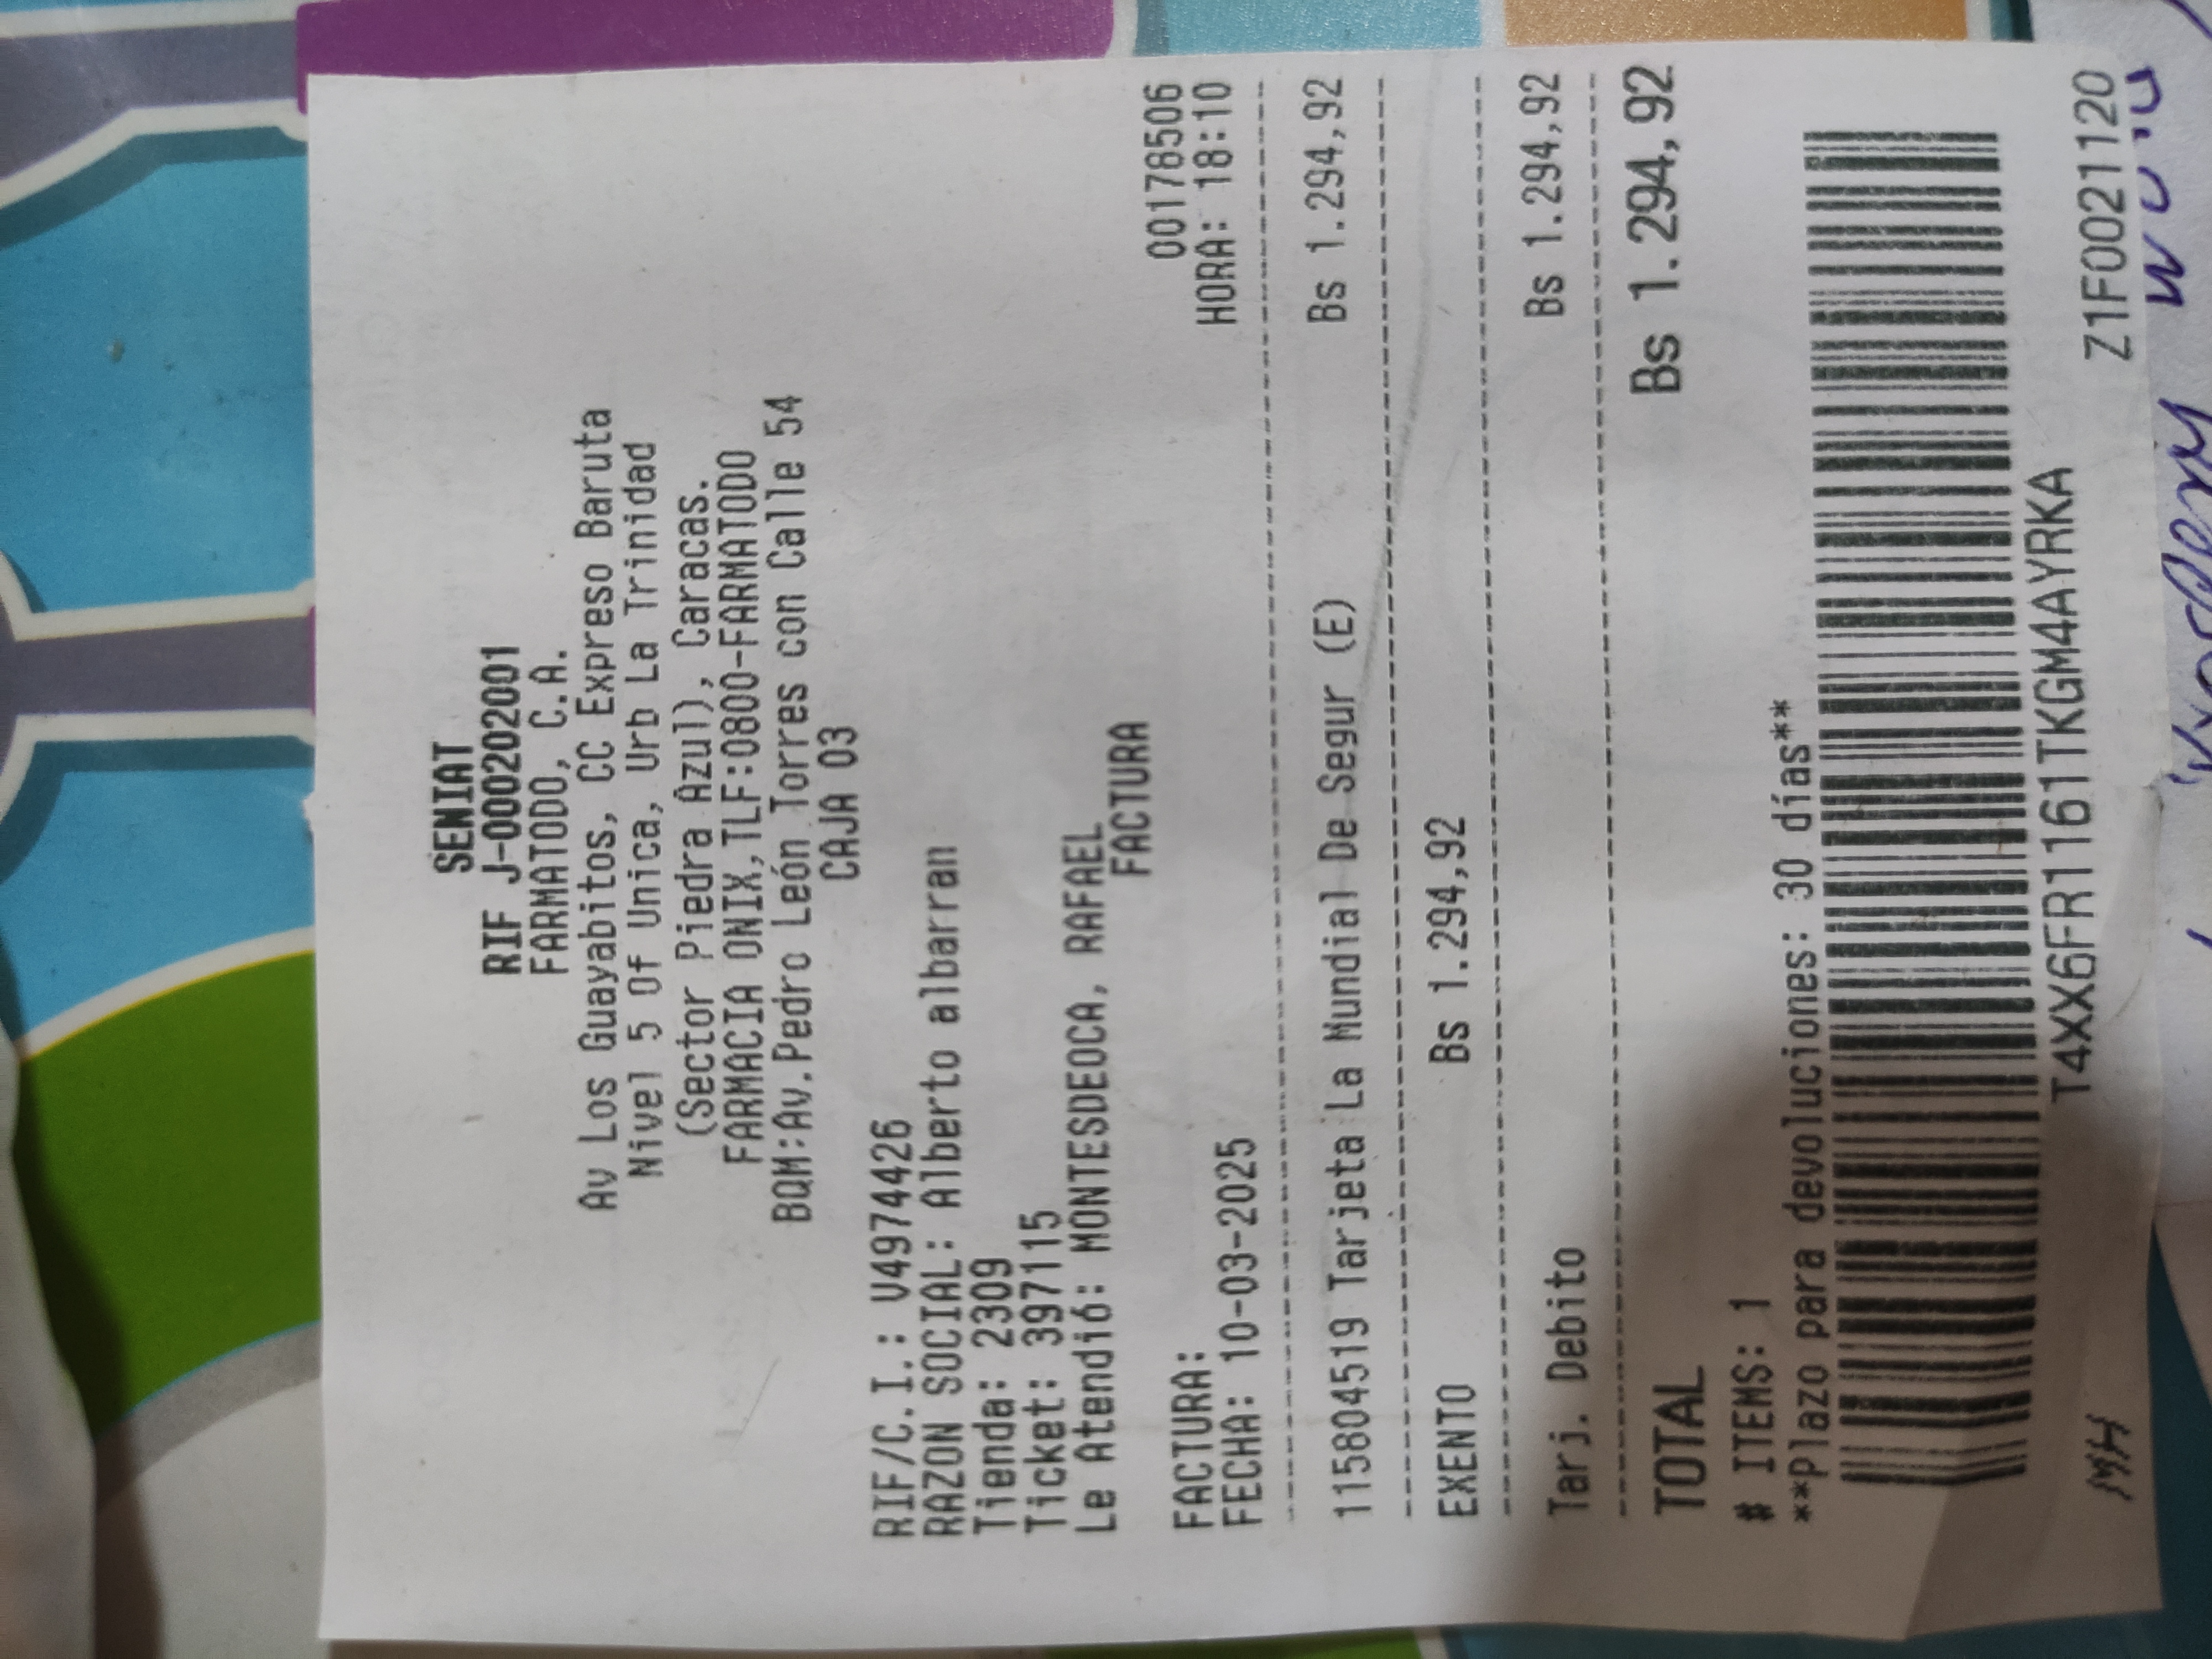 SENIAT
RIF J-000202001
FARMATODO, C.A.
Av Los Guayabitos, CC Expreso Baruta
Nivel 5 Of Unica, Urb La Trinidad
(Sector Piedra Azul), Caracas.
FARMACIA ONIX,TLF:0800-FARMATODO
BQM:Av.Pedro León Torres con Calle 54
CAJA 03
RIF/C.I.: V4974426
RAZON SOCIAL: Alberto albarran
Tienda: 2309
Ticket: 397115
Le Atendió: MONTESDEOCA, RAFAEL
FACTURA
FACTURA: 00178506
FECHA: 10-03-2025 HORA: 18:10
115804519 Tarjeta La Mundial De Segur (E) Bs 1.294,92
EXENTO Bs 1.294,92
Tarj. Debito Bs 1.294,92
TOTAL Bs 1.294,92
# ITEMS: 1
**Plazo para devoluciones: 30 días**
T4XX6FR1161TKGM4AYRKA
MH Z1F0021120